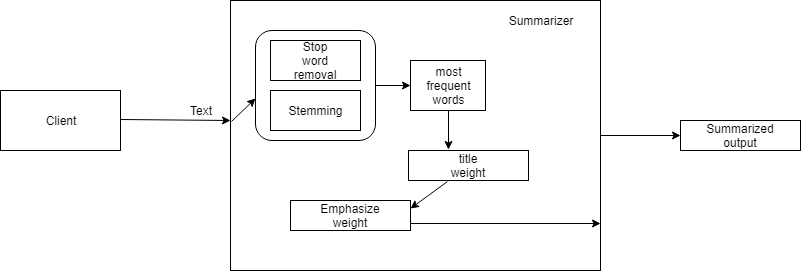 Summarizer
Stop
word
removal
Stemming
most
frequent
words
Client
Text
title
weight
Emphasize
weight
Summarized
output